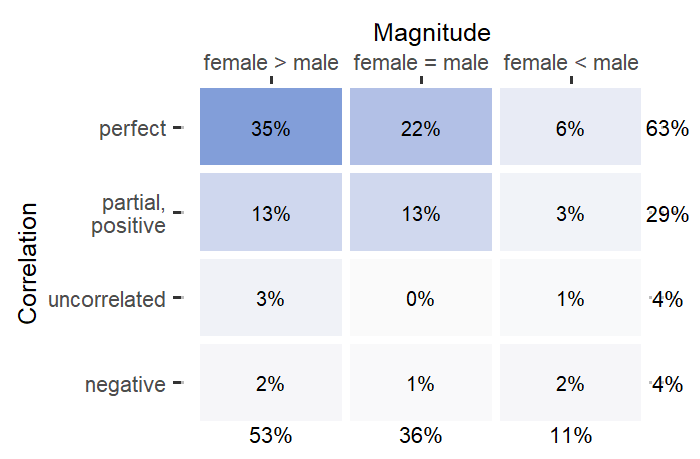 Magnitude
female > male female = male female < male
perfect 35% 22% 6% 63%
partial,
positive 13% 13% 3% 29%
uncorrelated 3% 0% 1% 4%
negative 2% 1% 2% 4%
53% 36% 11%
Correlation